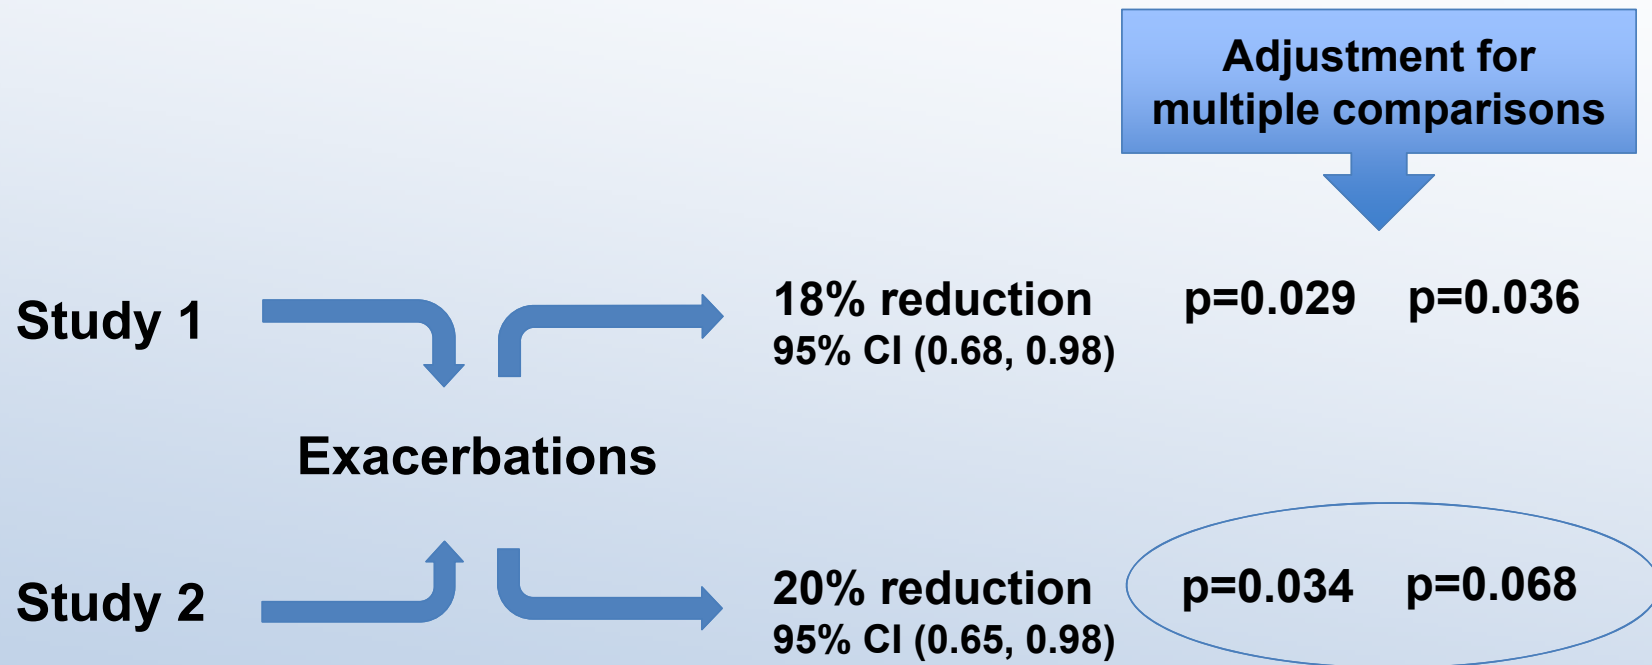 Adjustment for
multiple comparisons
Study 1
18% reduction
95% CI (0.68, 0.98)
p=0.029 p=0.036
Exacerbations
Study 2
20% reduction
95% CI (0.65, 0.98)
p=0.034 p=0.068